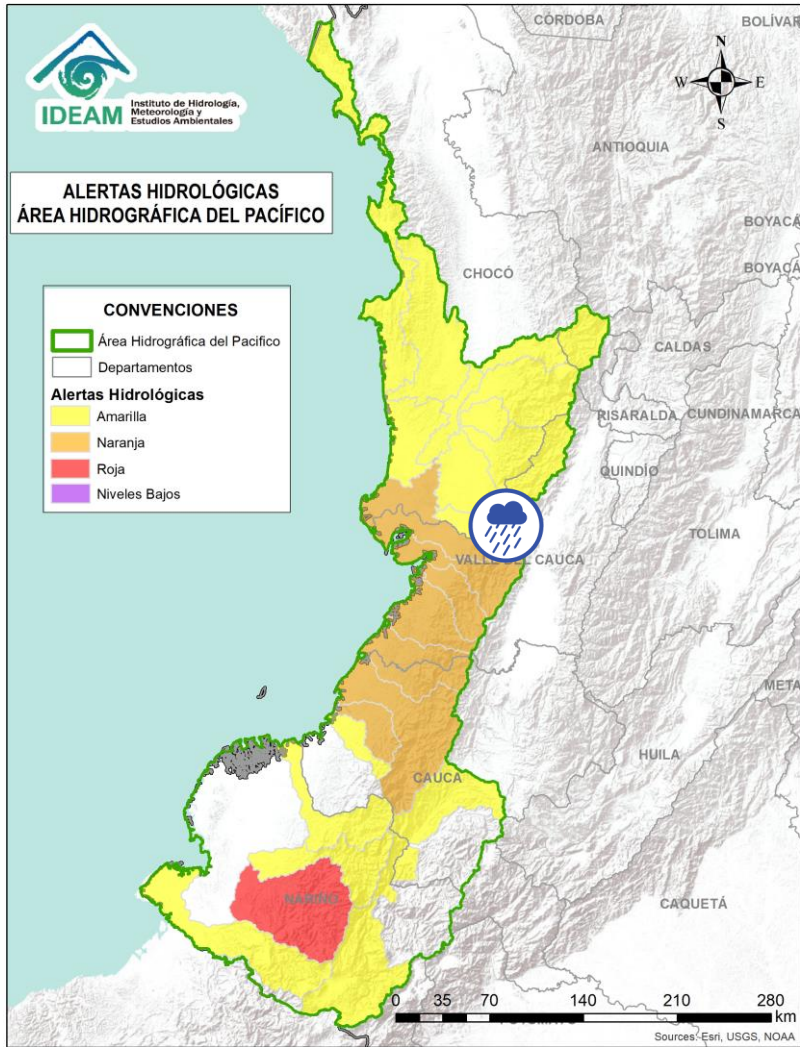 IDEAM
Instituto de Hidrología,
Meteorología y
Estudios Ambientales
ALERTAS HIDROLÓGICAS
ÁREA HIDROGRÁFICA DEL PACÍFICO
CONVENCIONES
Área Hidrográfica del Pacifico
Departamentos
Alertas Hidrológicas
Amarilla
Naranja
Roja
Niveles Bajos
CÓRDOBA
BOLÍVAR
N
W E
S
ANTIOQUIA
BOYACÁ
CHOCÓ
BOYACÁ
CALDAS
RISARALDA
CUNDINAMARCA
QUINDÍO
TOLIMA
VALLE DEL CAUCA
META
HUILA
CAUCA
NARIÑO
CAQUETÁ
0 35 70 140 210 280
km
Sources: Esri, USGS, NOAA